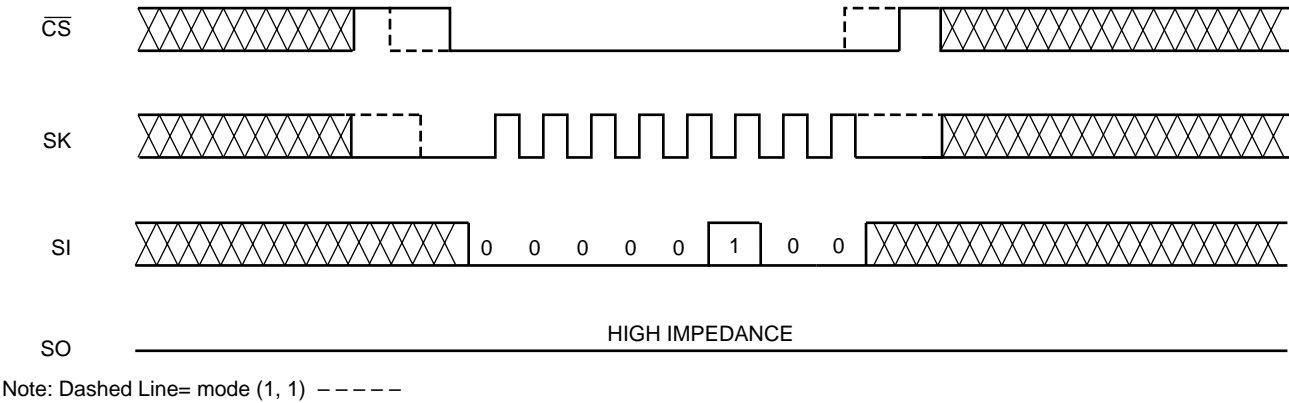 C̅S̅
SK
SI 0 0 0 0 0 1 0 0
HIGH IMPEDANCE
SO
Note: Dashed Line= mode (1, 1) – – – – –